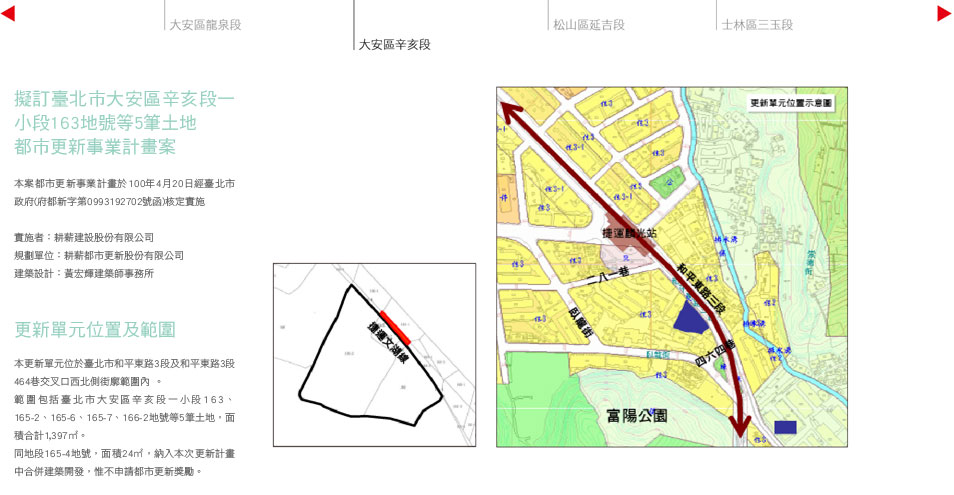 大安區龍泉段
大安區辛亥段
松山區延吉段
士林區三玉段
擬訂臺北市大安區辛亥段一
小段163地號等5筆土地
都市更新事業計畫案
本案都市更新事業計畫於100年4月20日經臺北市
政府(府都新字第0993192702號函)核定實施
實施者：耕薪建設股份有限公司
規劃單位：耕薪都市更新股份有限公司
建築設計：黃宏輝建築師事務所
更新單元位置及範圍
本更新單元位於臺北市和平東路3段及和平東路3段
464巷交叉口西北側街廓範圍內 。
範圍包括臺北市大安區辛亥段一小段163、
165-2、165-6、165-7、166-2地號等5筆土地，面
積合計1,397㎡。
同地段165-4地號，面積24㎡，納入本次更新計畫
中合併建築開發，惟不申請都市更新獎勵。
捷運文湖線
更新單元位置示意圖
住3
住3
住3-1
住3
住3-1
住3-1
公
捷運麟光站
二八一巷
和平東路三段
臥龍街
四六四巷
富陽公園
住3
住3
住3
住2